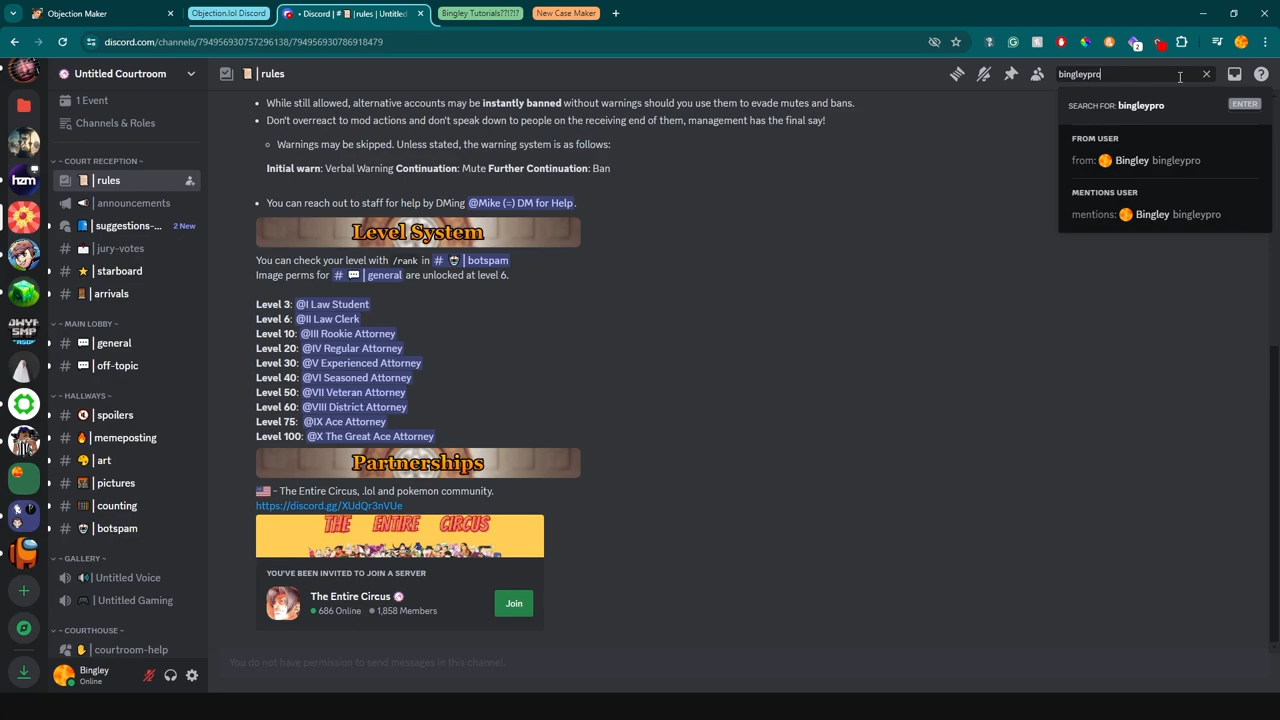 Objection Maker
Objection.lol Discord
• Discord | # 📜 | rules | Untitled
Bingley Tutorials??!?!?
New Case Maker
discord.com/channels/794956930757296138/794956930786918479
Untitled Courtroom
📜 | rules
bingleypro
1 Event
Channels & Roles
~ COURT RECEPTION ~
| rules
| announcements
| suggestions-...
2 New
| jury-votes
| starboard
| arrivals
~ MAIN LOBBY ~
| general
| off-topic
~ HALLWAYS ~
| spoilers
| memeposting
| art
| pictures
| counting
| botspam
~ GALLERY ~
| Untitled Voice
| Untitled Gaming
~ COURTHOUSE ~
| courtroom-help
Bingley
Online
While still allowed, alternative accounts may be instantly banned without warnings should you use them to evade mutes and bans.
Don't overreact to mod actions and don't speak down to people on the receiving end of them, management has the final say!
Warnings may be skipped. Unless stated, the warning system is as follows:
Initial warn: Verbal Warning Continuation: Mute Further Continuation: Ban
You can reach out to staff for help by DMing @Mike (=) DM for Help.
Level System
You can check your level with /rank in # | botspam
Image perms for # | general are unlocked at level 6.
Level 3: @I Law Student
Level 6: @II Law Clerk
Level 10: @III Rookie Attorney
Level 20: @IV Regular Attorney
Level 30: @V Experienced Attorney
Level 40: @VI Seasoned Attorney
Level 50: @VII Veteran Attorney
Level 60: @VIII District Attorney
Level 75: @IX Ace Attorney
Level 100: @X The Great Ace Attorney
Partnerships
🇺🇸 - The Entire Circus, .lol and pokemon community.
https://discord.gg/XUdQr3nVUe
THE ENTIRE CIRCUS
YOU'VE BEEN INVITED TO JOIN A SERVER
The Entire Circus
686 Online 1,858 Members
Join
You do not have permission to send messages in this channel.
SEARCH FOR: bingleypro
ENTER
FROM USER
from: Bingley bingleypro
MENTIONS USER
mentions: Bingley bingleypro